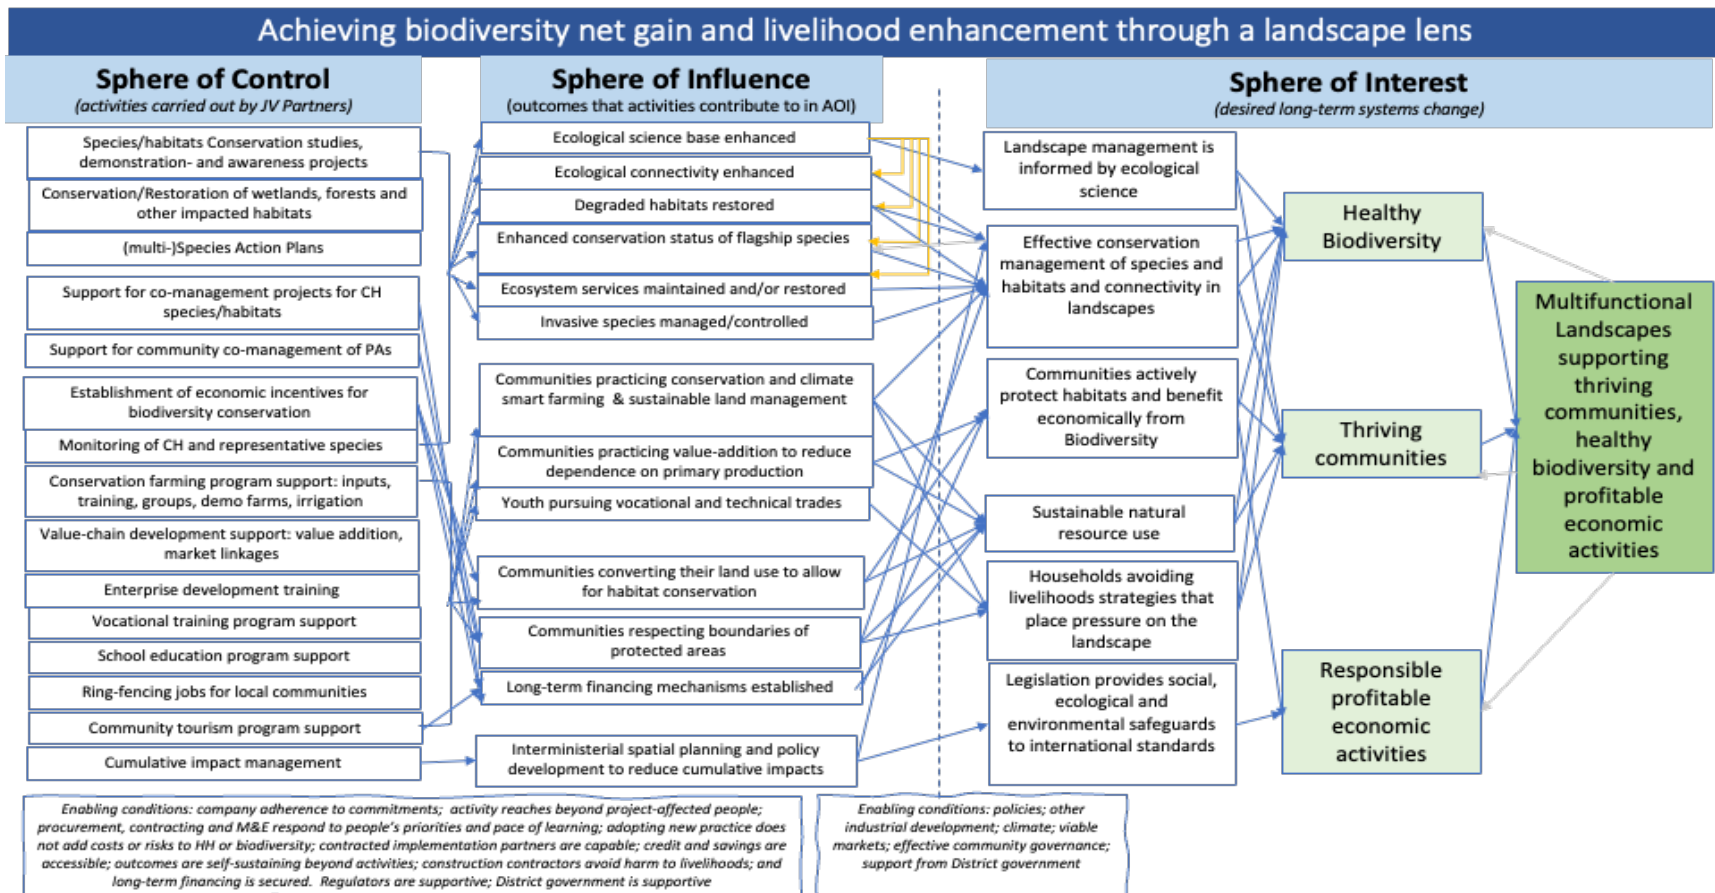 Achieving biodiversity net gain and livelihood enhancement through a landscape lens
Sphere of Control
(activities carried out by JV Partners)
Species/habitats Conservation studies,
demonstration- and awareness projects
Conservation/Restoration of wetlands, forests and
other impacted habitats
(multi-)Species Action Plans
Support for co-management projects for CH
species/habitats
Support for community co-management of PAs
Establishment of economic incentives for
biodiversity conservation
Monitoring of CH and representative species
Conservation farming program support: inputs,
training, groups, demo farms, irrigation
Value-chain development support: value addition,
market linkages
Enterprise development training
Vocational training program support
School education program support
Ring-fencing jobs for local communities
Community tourism program support
Cumulative impact management
Sphere of Influence
(outcomes that activities contribute to in AOI)
Ecological science base enhanced
Ecological connectivity enhanced
Degraded habitats restored
Enhanced conservation status of flagship species
Ecosystem services maintained and/or restored
Invasive species managed/controlled
Communities practicing conservation and climate
smart farming & sustainable land management
Communities practicing value-addition to reduce
dependence on primary production
Youth pursuing vocational and technical trades
Communities converting their land use to allow
for habitat conservation
Communities respecting boundaries of
protected areas
Long-term financing mechanisms established
Interministerial spatial planning and policy
development to reduce cumulative impacts
Sphere of Interest
(desired long-term systems change)
Landscape management is
informed by ecological
science
Effective conservation
management of species and
habitats and connectivity in
landscapes
Communities actively
protect habitats and benefit
economically from
Biodiversity
Sustainable natural
resource use
Households avoiding
livelihoods strategies that
place pressure on the
landscape
Legislation provides social,
ecological and
environmental safeguards
to international standards
Healthy
Biodiversity
Thriving
communities
Responsible
profitable
economic
activities
Multifunctional
Landscapes
supporting
thriving
communities,
healthy
biodiversity and
profitable
economic
activities
Enabling conditions: company adherence to commitments; activity reaches beyond project-affected people;
procurement, contracting and M&E respond to people's priorities and pace of learning; adopting new practice does
not add costs or risks to HH or biodiversity; contracted implementation partners are capable; credit and savings are
accessible; outcomes are self-sustaining beyond activities; construction contractors avoid harm to livelihoods; and
long-term financing is secured. Regulators are supportive; District government is supportive
Enabling conditions: policies; other
industrial development; climate; viable
markets; effective community governance;
support from District government